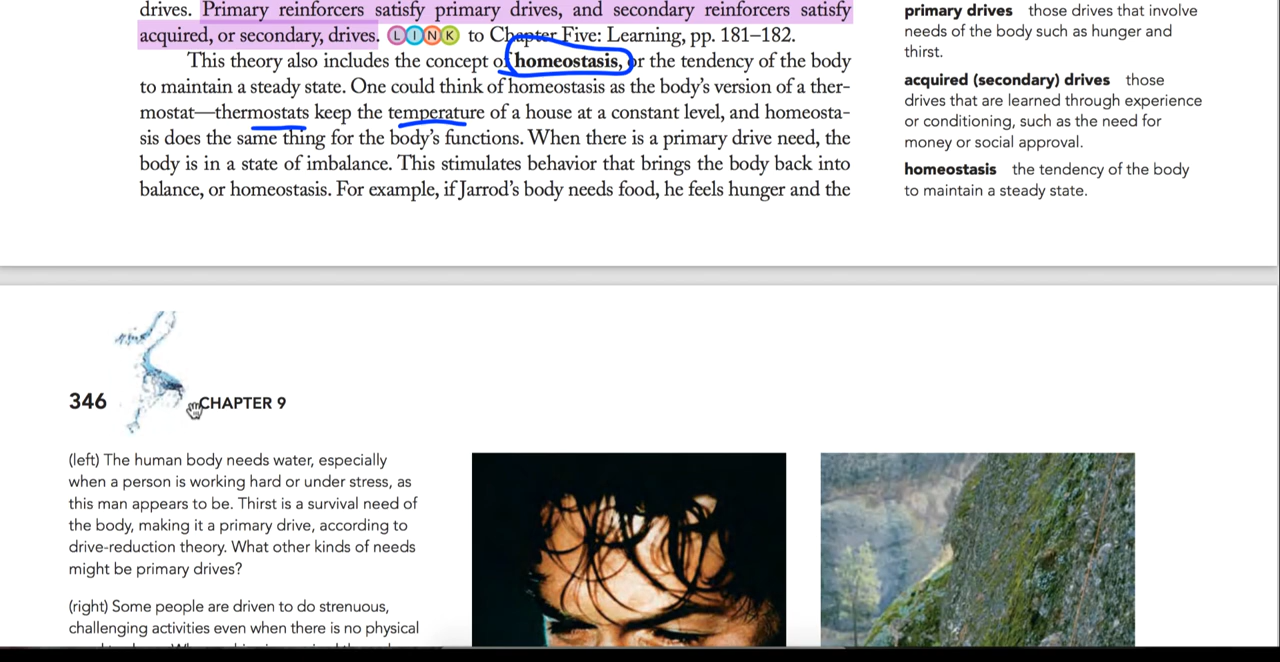 drives. Primary reinforcers satisfy primary drives, and secondary reinforcers satisfy
acquired, or secondary, drives. LINK to Chapter Five: Learning, pp. 181–182.
This theory also includes the concept of homeostasis, or the tendency of the body
to maintain a steady state. One could think of homeostasis as the body's version of a ther-
mostat—thermostats keep the temperature of a house at a constant level, and homeosta-
sis does the same thing for the body's functions. When there is a primary drive need, the
body is in a state of imbalance. This stimulates behavior that brings the body back into
balance, or homeostasis. For example, if Jarrod's body needs food, he feels hunger and the
primary drives those drives that involve
needs of the body such as hunger and
thirst.
acquired (secondary) drives those
drives that are learned through experience
or conditioning, such as the need for
money or social approval.
homeostasis the tendency of the body
to maintain a steady state.
346 CHAPTER 9
(left) The human body needs water, especially
when a person is working hard or under stress, as
this man appears to be. Thirst is a survival need of
the body, making it a primary drive, according to
drive-reduction theory. What other kinds of needs
might be primary drives?
(right) Some people are driven to do strenuous,
challenging activities even when there is no physical